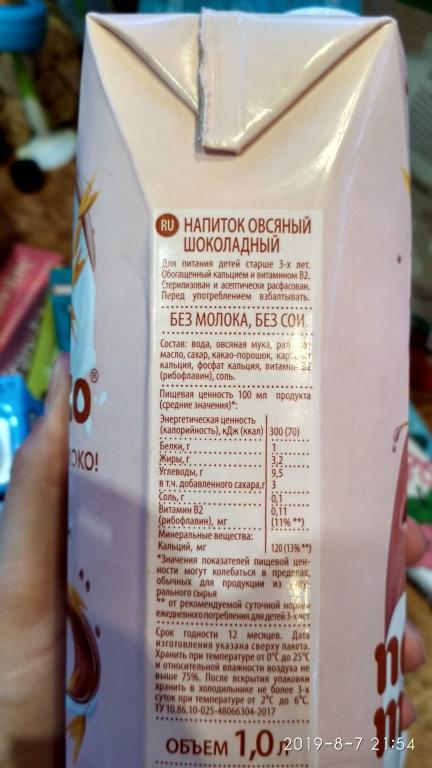 RU НАПИТОК ОВСЯНЫЙ
ШОКОЛАДНЫЙ
Для питания детей старше 3-х лет.
Обогащенный кальцием и витамином В2.
Стерилизован и асептически расфасован.
Перед употреблением взбалтывать.
БЕЗ МОЛОКА, БЕЗ СОИ
Состав: вода, овсяная мука,
масло, сахар, какао-порошок,
кальция, фосфат кальция, витамин В2
(рибофлавин), соль.
Пищевая ценность 100 мл продукта
(средние значения)*:
Энергетическая ценность
(калорийность), кДж (ккал) 300 (70)
Белки, г 1
Жиры, г 3,2
Углеводы, г 9,5
в т.ч. добавленного сахара, г 3
Соль, г 0,1
Витамин В2 0,11
(рибофлавин), мг (11% **)
Минеральные вещества:
Кальций, мг 120 (13% **)
*Значения показателей пищевой цен-
ности могут колебаться в пределах,
обычных для продукции из нату-
рального сырья
** от рекомендуемой суточной нормы
ежедневного потребления для детей 3-х лет
Срок годности 12 месяцев. Дата
изготовления указана сверху пакета.
Хранить при температуре от 0°С до 25°С
и относительной влажности воздуха не
выше 75%. После вскрытия упаковки
хранить в холодильнике не более 3-х
суток при температуре от 2°С до 6°С.
ТУ 10.86.10-025-48066304-2017
ОБЪЕМ 1,0 Л
ОКО!
2019-8-7 21:54